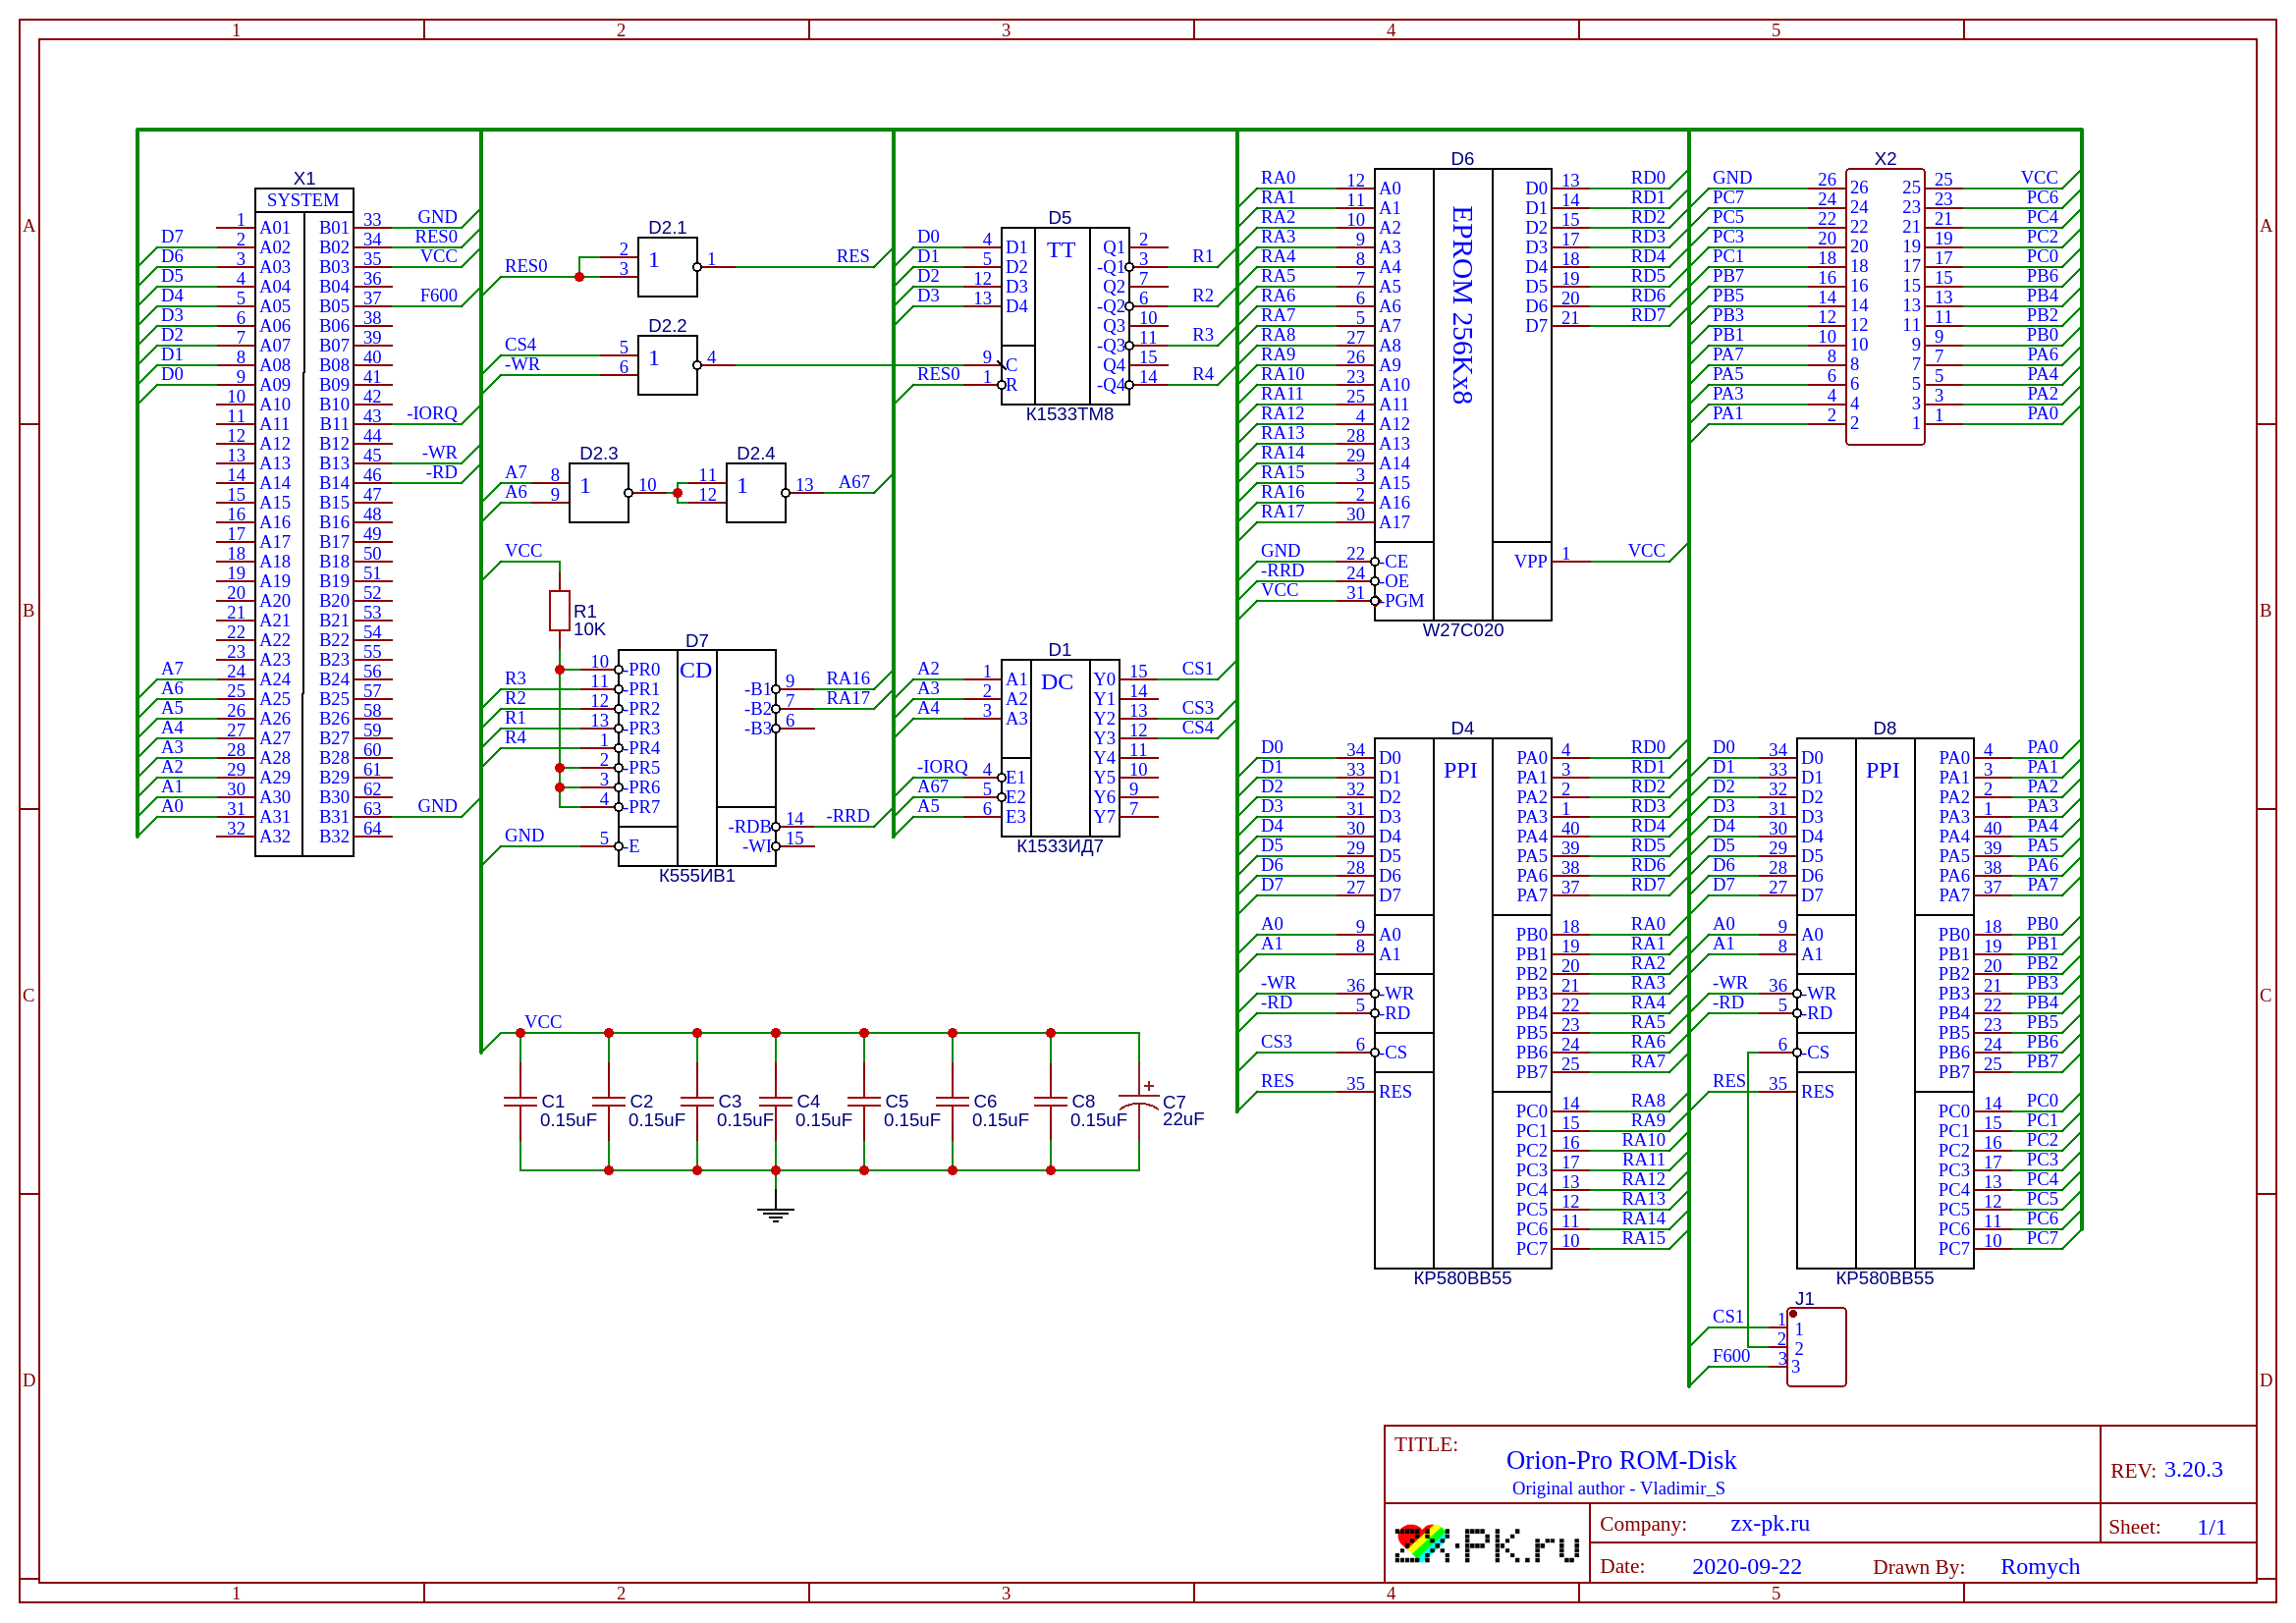 1 2 3 4 5
A A
B B
C C
D D
X1
SYSTEM
1 A01 B01 33 GND
D7 2 A02 B02 34 RES0
D6 3 A03 B03 35 VCC
D5 4 A04 B04 36
D4 5 A05 B05 37 F600
D3 6 A06 B06 38
D2 7 A07 B07 39
D1 8 A08 B08 40
D0 9 A09 B09 41
10 A10 B10 42
11 A11 B11 43 -IORQ
12 A12 B12 44
13 A13 B13 45 -WR
14 A14 B14 46 -RD
15 A15 B15 47
16 A16 B16 48
17 A17 B17 49
18 A18 B18 50
19 A19 B19 51
20 A20 B20 52
21 A21 B21 53
22 A22 B22 54
23 A23 B23 55
A7 24 A24 B24 56
A6 25 A25 B25 57
A5 26 A26 B26 58
A4 27 A27 B27 59
A3 28 A28 B28 60
A2 29 A29 B29 61
A1 30 A30 B30 62
A0 31 A31 B31 63 GND
32 A32 B32 64
D2.1
RES0 2 3 1 1 RES
D2.2
CS4 5 1 4
-WR 6
D2.3 D2.4
A7 8 1 10 11 1 13 A67
A6 9 12
VCC
R1
10K
D7
CD
10 -PR0
R3 11 -PR1 -B1 9 RA16
R2 12 -PR2 -B2 7 RA17
R1 13 -PR3 -B3 6
R4 1 -PR4
2 -PR5
3 -PR6
4 -PR7
-RDB 14 -RRD
GND 5 -E -WI 15
К555ИВ1
D5
TT
D0 4 D1 Q1 2
D1 5 D2 -Q1 3 R1
D2 12 D3 Q2 7
D3 13 D4 -Q2 6 R2
Q3 10
-Q3 11 R3
9 C Q4 15
RES0 1 R -Q4 14 R4
К1533ТМ8
D1
DC
A2 1 A1 Y0 15 CS1
A3 2 A2 Y1 14
A4 3 A3 Y2 13 CS3
Y3 12 CS4
Y4 11
-IORQ 4 E1 Y5 10
A67 5 E2 Y6 9
A5 6 E3 Y7 7
К1533ИД7
VCC
C1 0.15uF
C2 0.15uF
C3 0.15uF
C4 0.15uF
C5 0.15uF
C6 0.15uF
C8 0.15uF
+ C7 22uF
D6
EPROM 256Kx8
RA0 12 A0 D0 13 RD0
RA1 11 A1 D1 14 RD1
RA2 10 A2 D2 15 RD2
RA3 9 A3 D3 17 RD3
RA4 8 A4 D4 18 RD4
RA5 7 A5 D5 19 RD5
RA6 6 A6 D6 20 RD6
RA7 5 A7 D7 21 RD7
RA8 27 A8
RA9 26 A9
RA10 23 A10
RA11 25 A11
RA12 4 A12
RA13 28 A13
RA14 29 A14
RA15 3 A15
RA16 2 A16
RA17 30 A17
GND 22 -CE VPP 1 VCC
-RRD 24 -OE
VCC 31 -PGM
W27C020
X2
GND 26 26 25 25 VCC
PC7 24 24 23 23 PC6
PC5 22 22 21 21 PC4
PC3 20 20 19 19 PC2
PC1 18 18 17 17 PC0
PB7 16 16 15 15 PB6
PB5 14 14 13 13 PB4
PB3 12 12 11 11 PB2
PB1 10 10 9 9 PB0
PA7 8 8 7 7 PA6
PA5 6 6 5 5 PA4
PA3 4 4 3 3 PA2
PA1 2 2 1 1 PA0
D4
PPI
D0 34 D0 PA0 4 RD0
D1 33 D1 PA1 3 RD1
D2 32 D2 PA2 2 RD2
D3 31 D3 PA3 1 RD3
D4 30 D4 PA4 40 RD4
D5 29 D5 PA5 39 RD5
D6 28 D6 PA6 38 RD6
D7 27 D7 PA7 37 RD7
A0 9 A0 PB0 18 RA0
A1 8 A1 PB1 19 RA1
PB2 20 RA2
-WR 36 -WR PB3 21 RA3
-RD 5 -RD PB4 22 RA4
PB5 23 RA5
CS3 6 -CS PB6 24 RA6
PB7 25 RA7
RES 35 RES
PC0 14 RA8
PC1 15 RA9
PC2 16 RA10
PC3 17 RA11
PC4 13 RA12
PC5 12 RA13
PC6 11 RA14
PC7 10 RA15
КР580ВВ55
D8
PPI
D0 34 D0 PA0 4 PA0
D1 33 D1 PA1 3 PA1
D2 32 D2 PA2 2 PA2
D3 31 D3 PA3 1 PA3
D4 30 D4 PA4 40 PA4
D5 29 D5 PA5 39 PA5
D6 28 D6 PA6 38 PA6
D7 27 D7 PA7 37 PA7
A0 9 A0 PB0 18 PB0
A1 8 A1 PB1 19 PB1
PB2 20 PB2
-WR 36 -WR PB3 21 PB3
-RD 5 -RD PB4 22 PB4
PB5 23 PB5
6 -CS PB6 24 PB6
PB7 25 PB7
RES 35 RES
PC0 14 PC0
PC1 15 PC1
PC2 16 PC2
PC3 17 PC3
PC4 13 PC4
PC5 12 PC5
PC6 11 PC6
PC7 10 PC7
КР580ВВ55
J1
CS1 1 1
2 2
F600 3 3
TITLE: Orion-Pro ROM-Disk
Original author - Vladimir_S
REV: 3.20.3
ZX.PK.ru
Company: zx-pk.ru
Sheet: 1/1
Date: 2020-09-22 Drawn By: Romych
1 2 3 4 5